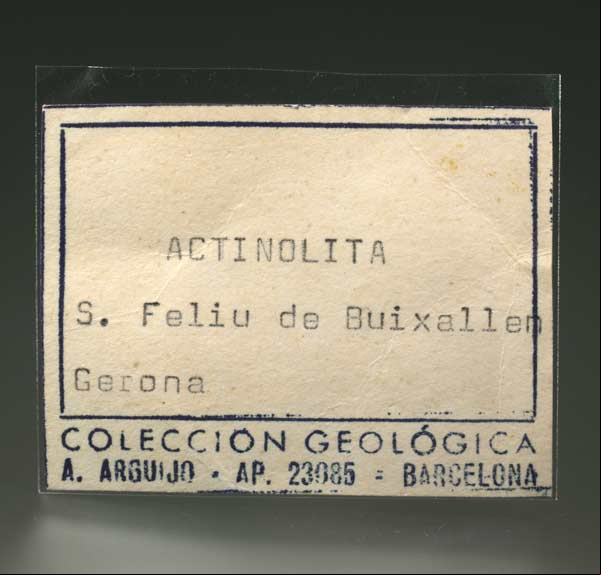 ACTINOLITA
S. Feliu de Buixallen
Gerona
COLECCIÓN GEOLÓGICA
A. ARGUIJO - AP. 23085 - BARCELONA